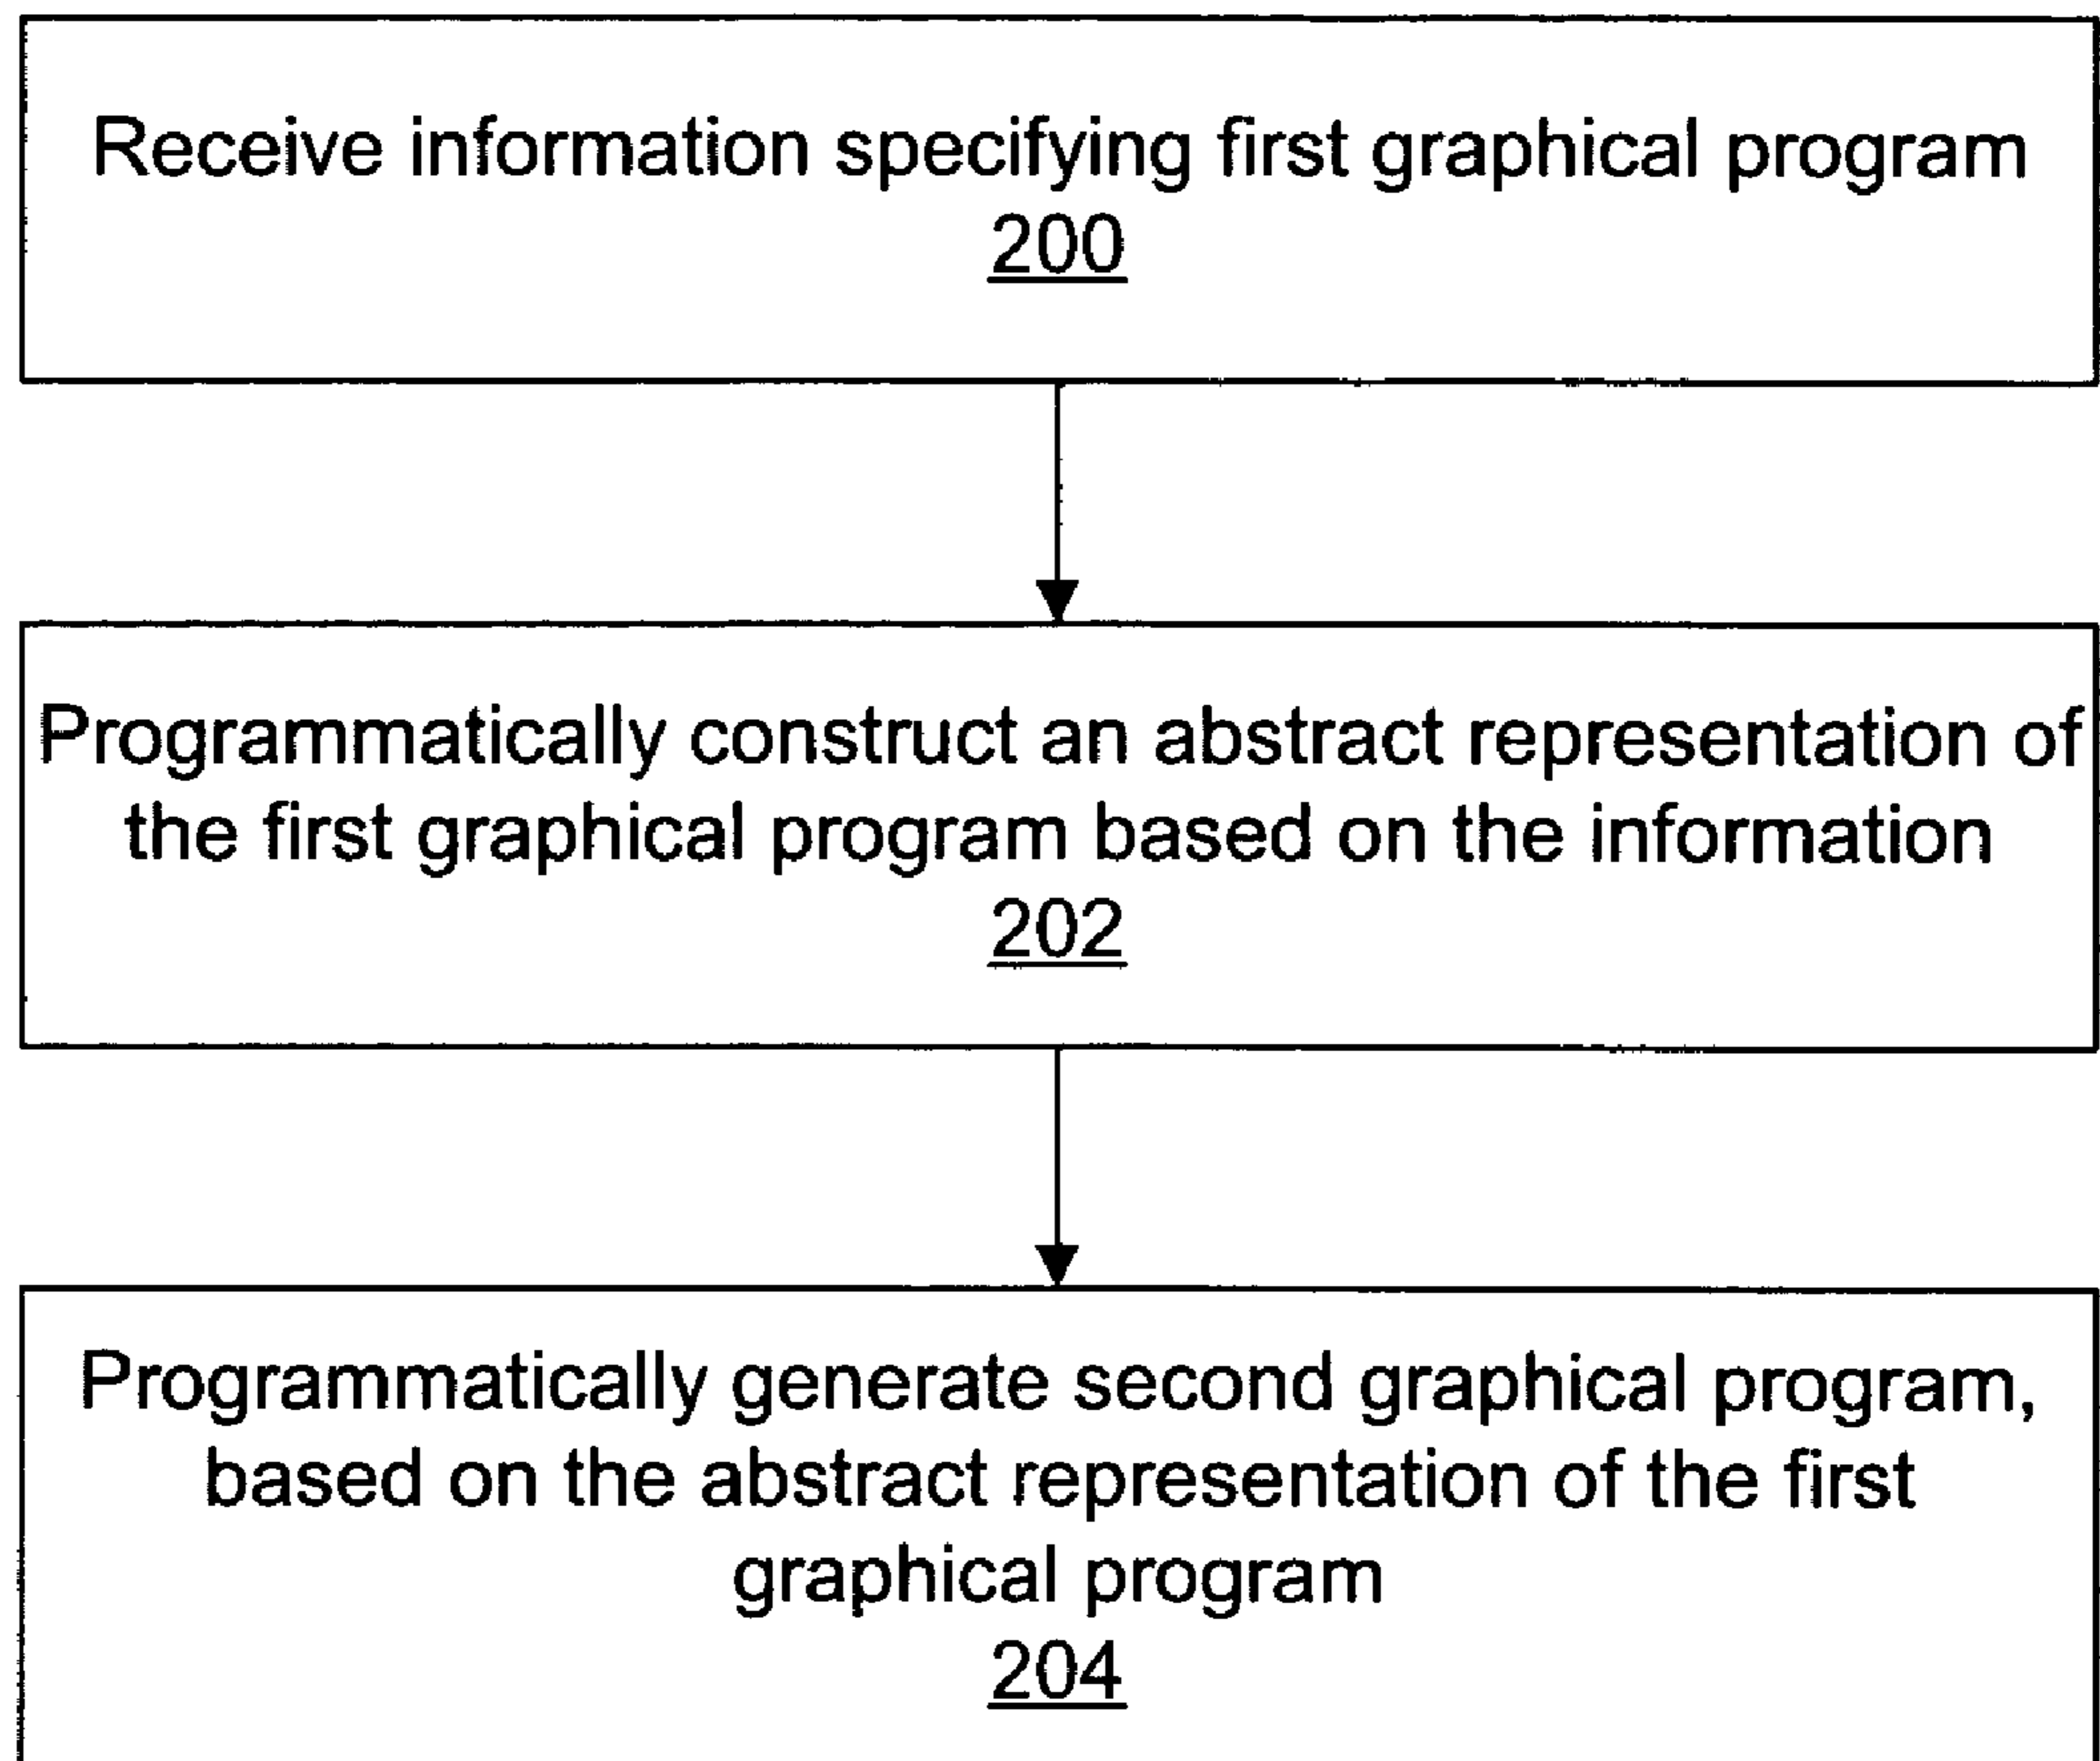 Receive information specifying first graphical program
200
Programmatically construct an abstract representation of
the first graphical program based on the information
202
Programmatically generate second graphical program,
based on the abstract representation of the first
graphical program
204